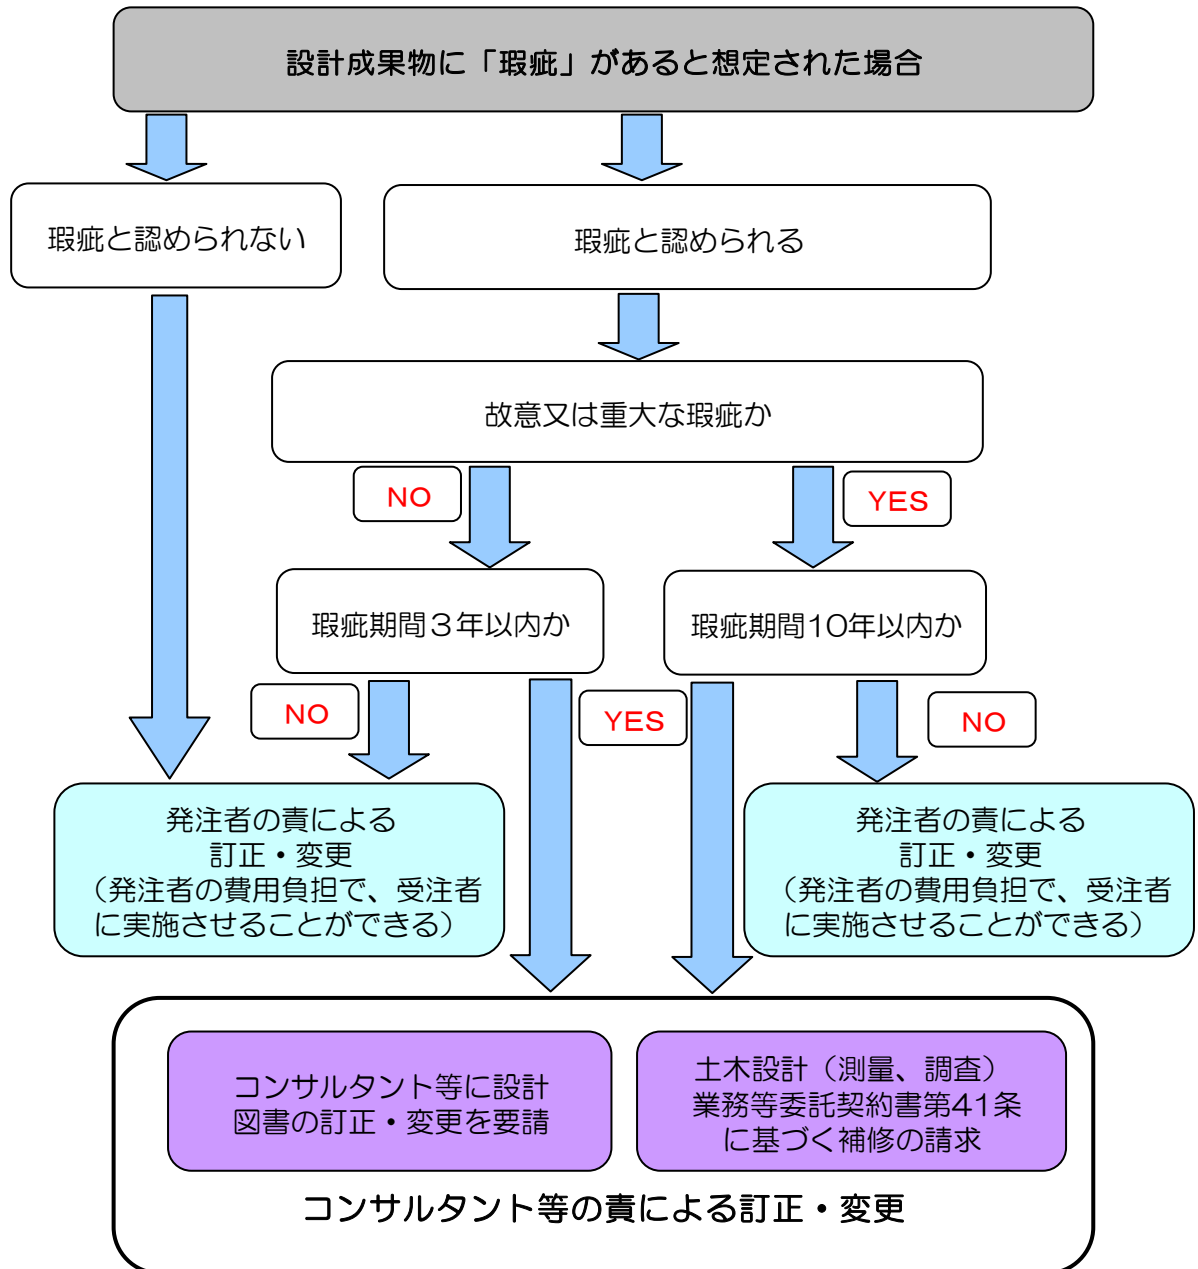 設計成果物に「瑕疵」があると想定された場合
瑕疵と認められない
瑕疵と認められる
故意又は重大な瑕疵か
NO
YES
瑕疵期間３年以内か
瑕疵期間10年以内か
NO
YES
NO
発注者の責による
訂正・変更
（発注者の費用負担で、受注者
に実施させることができる）
発注者の責による
訂正・変更
（発注者の費用負担で、受注者
に実施させることができる）
コンサルタント等に設計
図書の訂正・変更を要請
土木設計（測量、調査）
業務等委託契約書第41条
に基づく補修の請求
コンサルタント等の責による訂正・変更